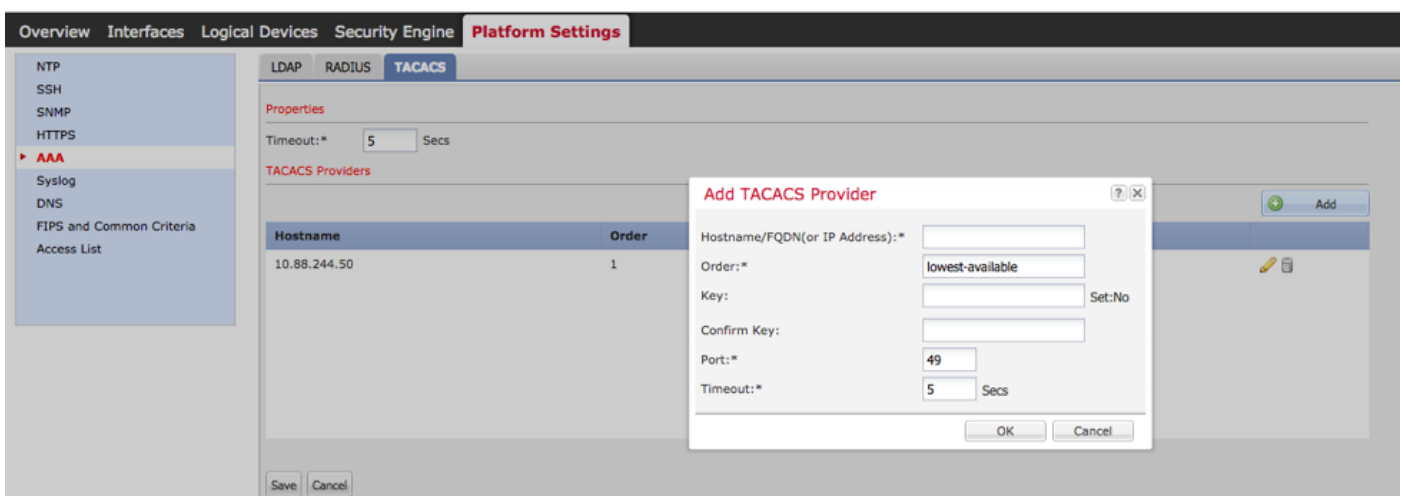 Overview Interfaces Logical Devices Security Engine Platform Settings
NTP
SSH
SNMP
HTTPS
AAA
Syslog
DNS
FIPS and Common Criteria
Access List
LDAP RADIUS TACACS
Properties
Timeout:* 5 Secs
TACACS Providers
Add
Hostname Order
10.88.244.50 1
Add TACACS Provider ? X
Hostname/FQDN(or IP Address):*
Order:* lowest-available
Key: Set:No
Confirm Key:
Port:* 49
Timeout:* 5 Secs
OK Cancel
Save Cancel